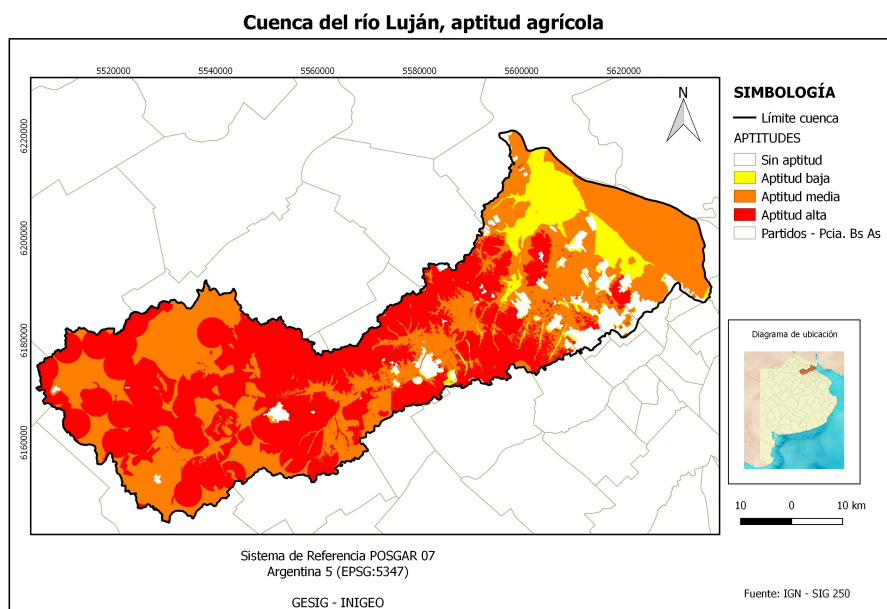 Cuenca del río Luján, aptitud agrícola
5520000
5540000
5560000
5580000
5600000
5620000
6220000
6200000
6180000
6160000
N
SIMBOLOGÍA
Límite cuenca
APTITUDES
Sin aptitud
Aptitud baja
Aptitud media
Aptitud alta
Partidos - Pcia. Bs As
Diagrama de ubicación
10 0 10 km
Sistema de Referencia POSGAR 07
Argentina 5 (EPSG:5347)
GESIG - INIGEO
Fuente: IGN - SIG 250